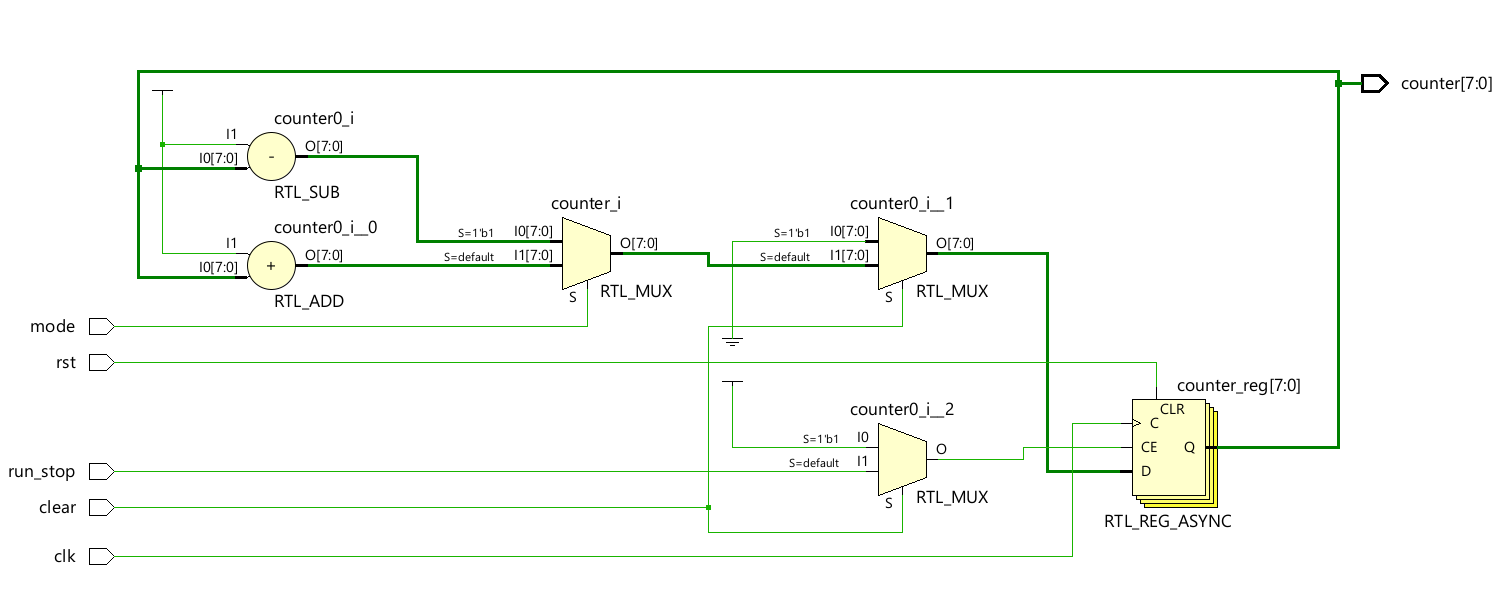 counter[7:0]
counter0_i
I1
O[7:0]
-
I0[7:0]
RTL_SUB
counter_i
counter0_i__1
counter0_i__0
S=1'b1
I0[7:0]
S=1'b1
I0[7:0]
I1
O[7:0]
O[7:0]
O[7:0]
S=default
I1[7:0]
S=default
I1[7:0]
+
I0[7:0]
RTL_ADD
S
RTL_MUX
S
RTL_MUX
mode
rst
counter_reg[7:0]
counter0_i__2
CLR
C
S=1'b1
I0
O
CE
Q
S=default
I1
run_stop
D
S
RTL_MUX
clear
RTL_REG_ASYNC
clk